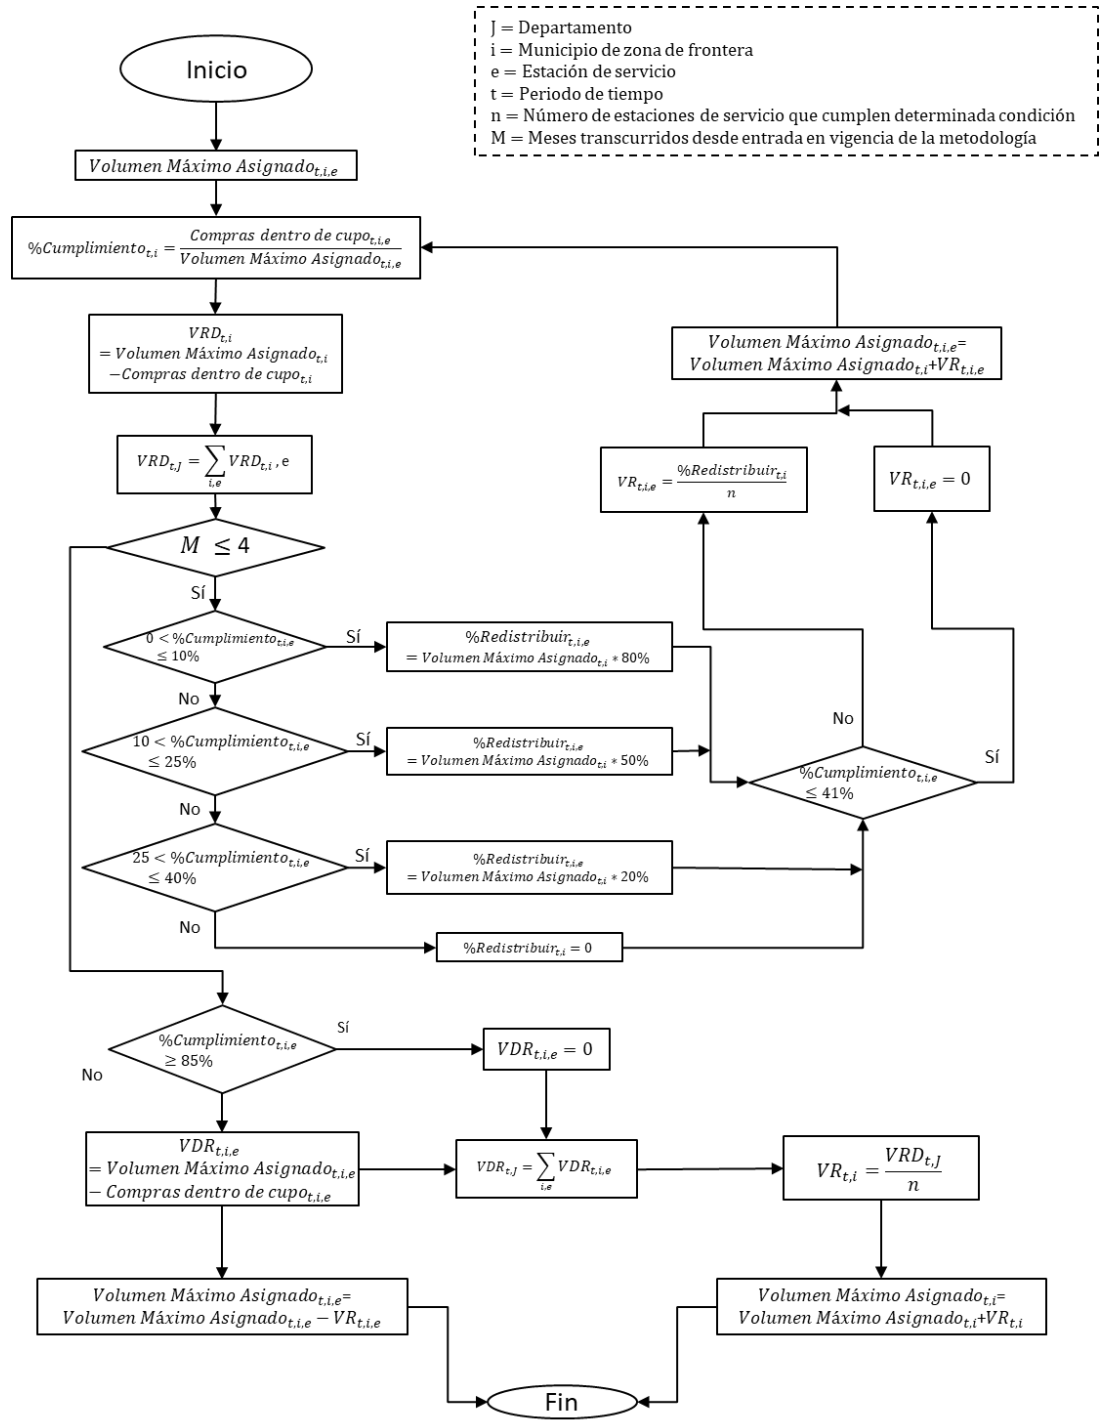 J = Departamento
i = Municipio de zona de frontera
e = Estación de servicio
t = Periodo de tiempo
n = Número de estaciones de servicio que cumplen determinada condición
M = Meses transcurridos desde entrada en vigencia de la metodología
Inicio
Volumen Máximo Asignado_{t,i,e}
%Cumplimiento_{t,i} = Compras dentro de cupo_{t,i,e} / Volumen Máximo Asignado_{t,i,e}
VRD_{t,i}
= Volumen Máximo Asignado_{t,i}
−Compras dentro de cupo_{t,i}
VRD_{t,J} = ∑_{i,e} VRD_{t,i} , e
M ≤ 4
Sí
0 < %Cumplimiento_{t,i,e}
≤ 10%
Sí
%Redistribuir_{t,i,e}
= Volumen Máximo Asignado_{t,i} * 80%
No
10 < %Cumplimiento_{t,i,e}
≤ 25%
Sí
%Redistribuir_{t,i,e}
= Volumen Máximo Asignado_{t,i} * 50%
No
25 < %Cumplimiento_{t,i,e}
≤ 40%
Sí
%Redistribuir_{t,i,e}
= Volumen Máximo Asignado_{t,i} * 20%
No
%Redistribuir_{t,i} = 0
%Cumplimiento_{t,i,e}
≤ 41%
No
Sí
VR_{t,i,e} = %Redistribuir_{t,i} / n
VR_{t,i,e} = 0
Volumen Máximo Asignado_{t,i,e}=
Volumen Máximo Asignado_{t,i}+VR_{t,i,e}
%Cumplimiento_{t,i,e}
≥ 85%
Sí
No
VDR_{t,i,e} = 0
VDR_{t,i,e}
= Volumen Máximo Asignado_{t,i,e}
− Compras dentro de cupo_{t,i,e}
VDR_{t,J} = ∑_{i,e} VDR_{t,i,e}
VR_{t,i} = VRD_{t,J} / n
Volumen Máximo Asignado_{t,i,e}=
Volumen Máximo Asignado_{t,i,e} − VR_{t,i,e}
Volumen Máximo Asignado_{t,i}=
Volumen Máximo Asignado_{t,i}+VR_{t,i}
Fin